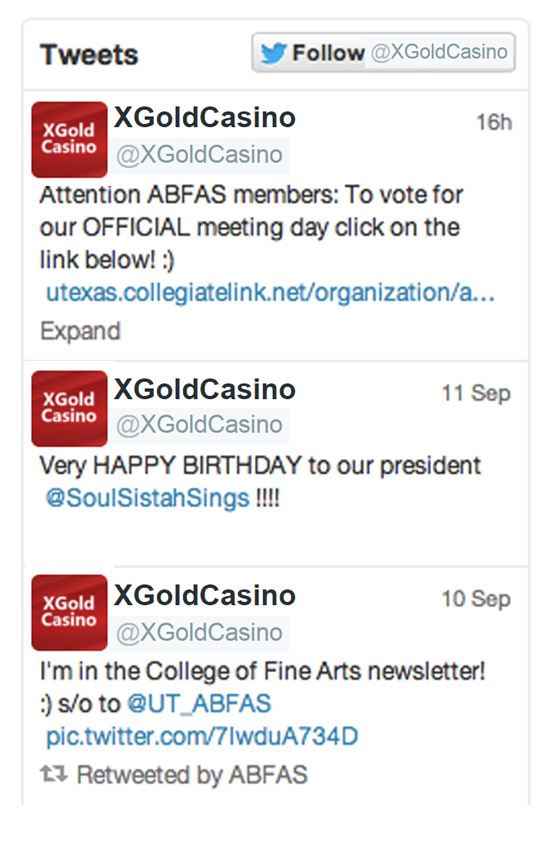 Tweets
Follow @XGoldCasino
XGold
Casino
XGoldCasino
16h
@XGoldCasino
Attention ABFAS members: To vote for
our OFFICIAL meeting day click on the
link below! :)
utexas.collegiatelink.net/organization/a...
Expand
XGold
Casino
XGoldCasino
11 Sep
@XGoldCasino
Very HAPPY BIRTHDAY to our president
@SoulSistahSings !!!!
XGold
Casino
XGoldCasino
10 Sep
@XGoldCasino
I'm in the College of Fine Arts newsletter!
:) s/o to @UT_ABFAS
pic.twitter.com/7IwduA734D
Retweeted by ABFAS